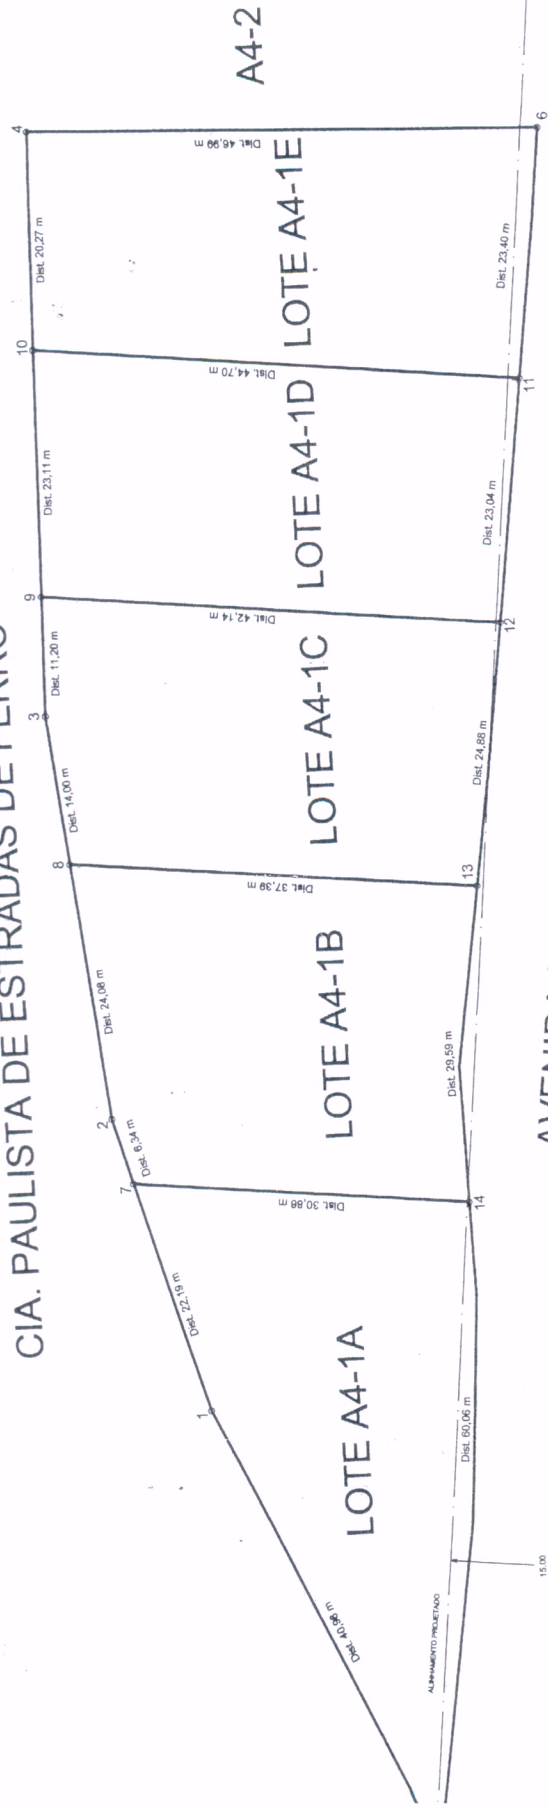 CIA. PAULISTA DE ESTRADAS DE FERRO
1
Dist. 22,19 m
7
Dist. 6,34 m
2
Dist. 24,08 m
8
Dist. 14,00 m
3
Dist. 11,20 m
9
Dist. 23,11 m
10
Dist. 20,27 m
4
Dist. 40,98 m
Dist. 30,86 m
Dist. 37,39 m
Dist. 42,14 m
Dist. 44,70 m
Dist. 46,99 m
LOTE A4-1A
LOTE A4-1B
LOTE A4-1C
LOTE A4-1D
LOTE A4-1E
A4-2
ALINHAMENTO PROJETADO
Dist. 60,06 m
14
Dist. 29,59 m
13
Dist. 24,88 m
12
Dist. 23,04 m
11
Dist. 23,40 m
6
15.00